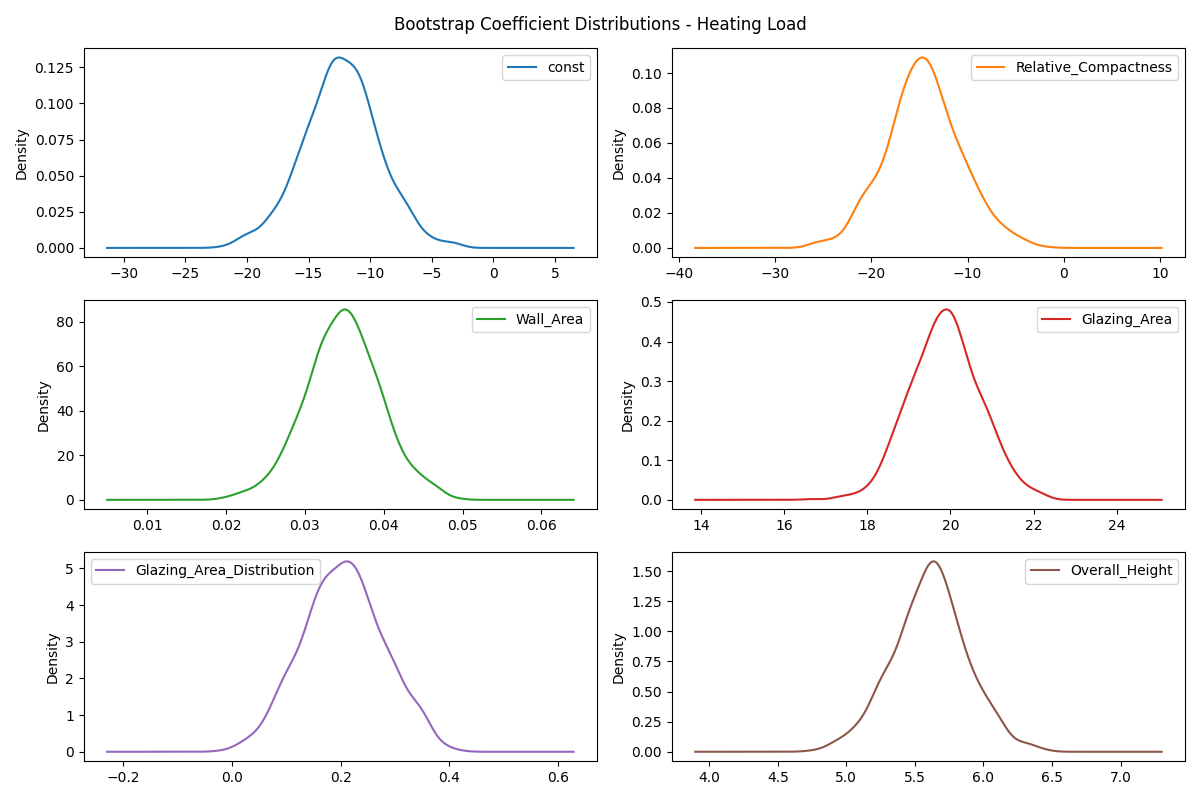 Bootstrap Coefficient Distributions - Heating Load
const
Density
0.125
0.100
0.075
0.050
0.025
0.000
−30 −25 −20 −15 −10 −5 0 5
Relative_Compactness
Density
0.10
0.08
0.06
0.04
0.02
0.00
−40 −30 −20 −10 0 10
Wall_Area
Density
80
60
40
20
0
0.01 0.02 0.03 0.04 0.05 0.06
Glazing_Area
Density
0.5
0.4
0.3
0.2
0.1
0.0
14 16 18 20 22 24
Glazing_Area_Distribution
Density
5
4
3
2
1
0
−0.2 0.0 0.2 0.4 0.6
Overall_Height
Density
1.50
1.25
1.00
0.75
0.50
0.25
0.00
4.0 4.5 5.0 5.5 6.0 6.5 7.0